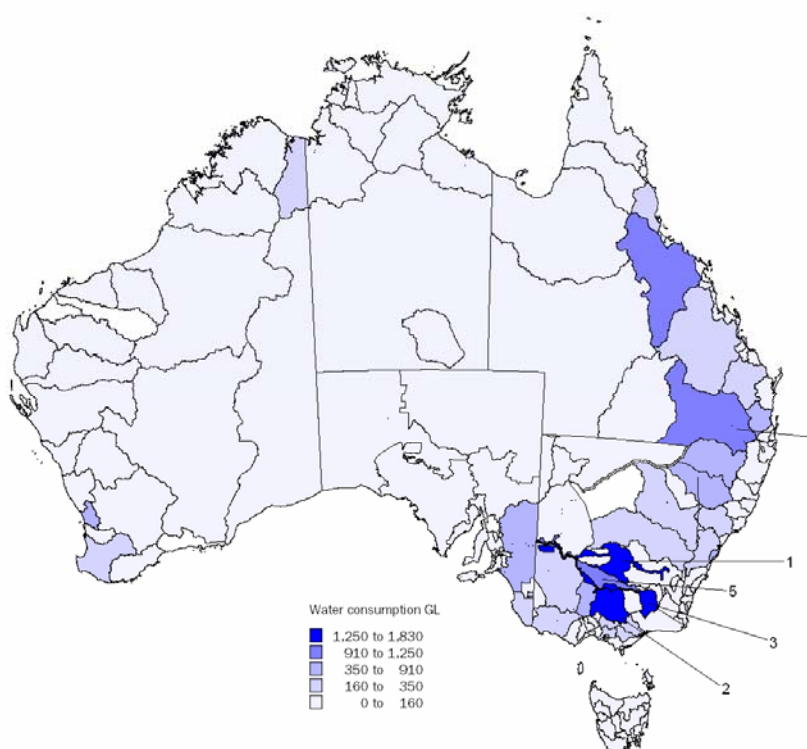 1
5
3
2
Water consumption GL
1,250 to 1,830
910 to 1,250
350 to 910
160 to 350
0 to 160